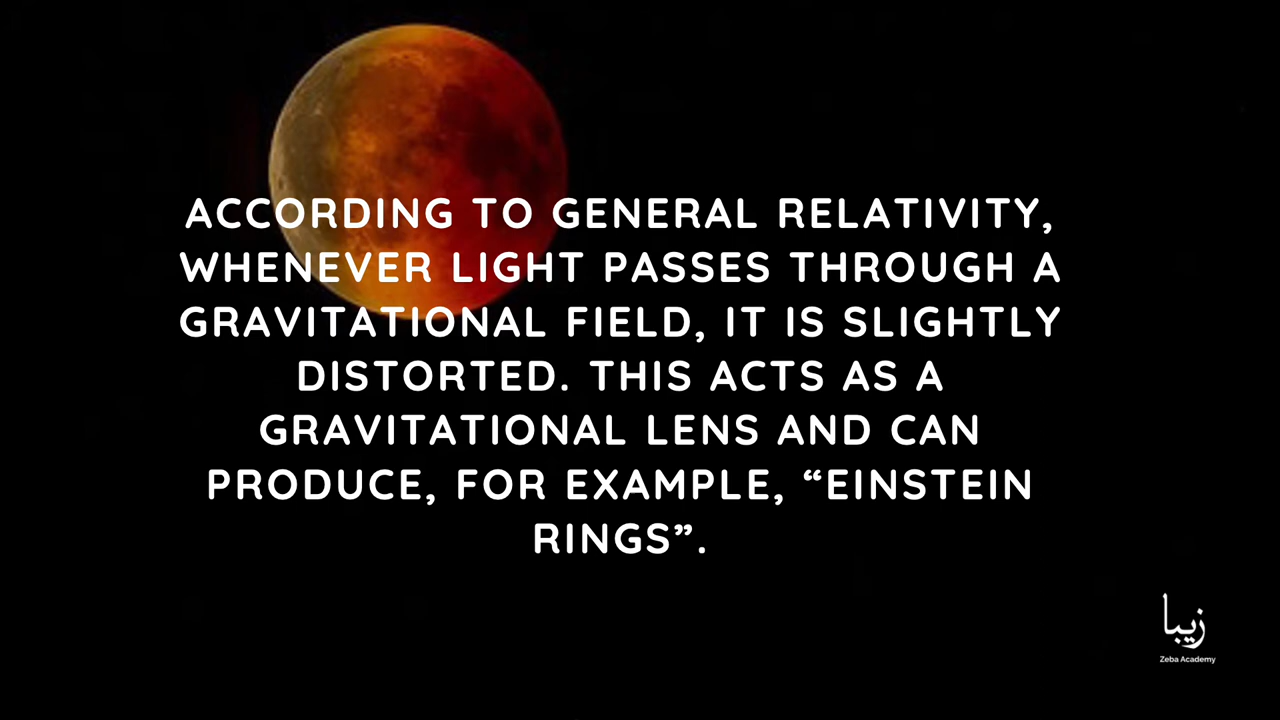 ACCORDING TO GENERAL RELATIVITY,
WHENEVER LIGHT PASSES THROUGH A
GRAVITATIONAL FIELD, IT IS SLIGHTLY
DISTORTED. THIS ACTS AS A
GRAVITATIONAL LENS AND CAN
PRODUCE, FOR EXAMPLE, “EINSTEIN
RINGS”.
زیبا
Zeba Academy